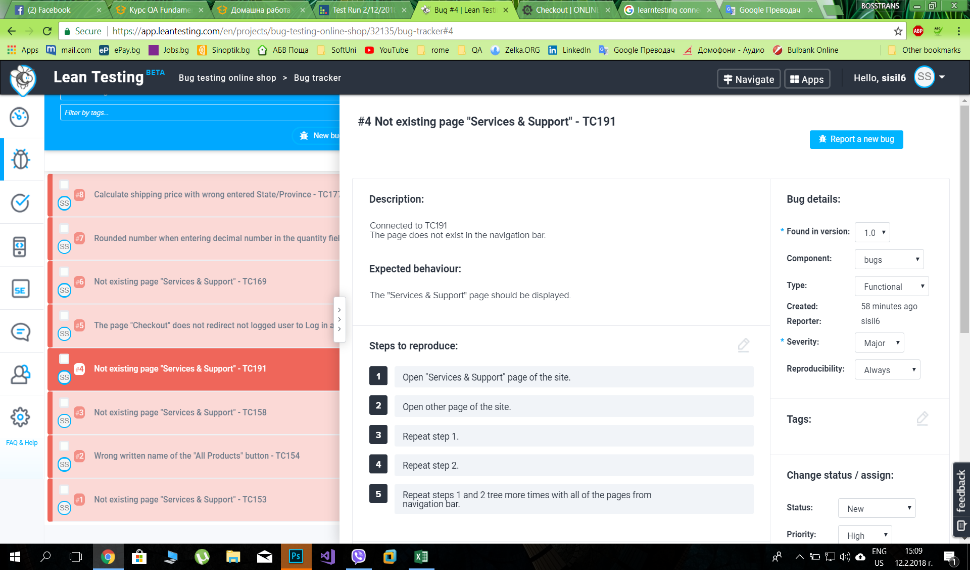 (2) Facebook
Курс QA Fundame
Домашна работа
Test Run 2/12/201
Bug #4 | Lean Testi
Checkout | ONLIN
learntesting conne
Google Преводач
BOSSTRANS
Secure
https://app.leantesting.com/en/projects/bug-testing-online-shop/32135/bug-tracker#4
Apps
mail.com
ePay.bg
Jobs.bg
Sinoptik.bg
АБВ Поща
SoftUni
YouTube
rome
QA
Zelka.ORG
LinkedIn
Google Преводач
Домофони - Аудио
Bulbank Online
Other bookmarks
Lean Testing BETA
Bug testing online shop > Bug tracker
Navigate
Apps
Hello, sisil6
SS
Filter by tags...
New bu
#8 Calculate shipping price with wrong entered State/Province - TC177
SS
#7 Rounded number when entering decimal number in the quantity fiel
SS
#6 Not existing page "Services & Support" - TC169
SS
#5 The page "Checkout" does not redirect not logged user to Log in a
SS
#4 Not existing page "Services & Support" - TC191
SS
#3 Not existing page "Services & Support" - TC158
SS
#2 Wrong written name of the "All Products" button - TC154
SS
#1 Not existing page "Services & Support" - TC153
SS
SE
FAQ & Help
#4 Not existing page "Services & Support" - TC191
Report a new bug
Description:
Connected to TC191
The page does not exist in the navigation bar.
Expected behaviour:
The "Services & Support" page should be displayed.
Steps to reproduce:
1 Open "Services & Support" page of the site.
2 Open other page of the site.
3 Repeat step 1.
4 Repeat step 2.
5 Repeat steps 1 and 2 tree more times with all of the pages from
navigation bar.
Bug details:
* Found in version: 1.0
Component: bugs
Type: Functional
Created: 58 minutes ago
Reporter: sisil6
* Severity: Major
Reproducibility: Always
Tags:
Change status / assign:
Status: New
Priority: High
feedback
Ps
ENG
US
15:09
12.2.2018 г.
1